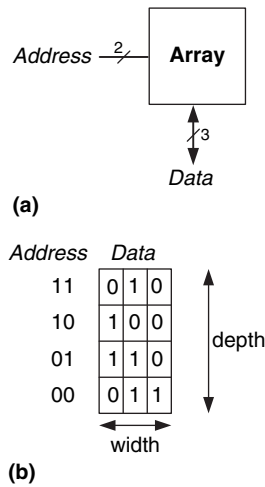 2
Address Array
3
Data
(a)
Address Data
11 0 1 0
10 1 0 0
depth
01 1 1 0
00 0 1 1
width
(b)